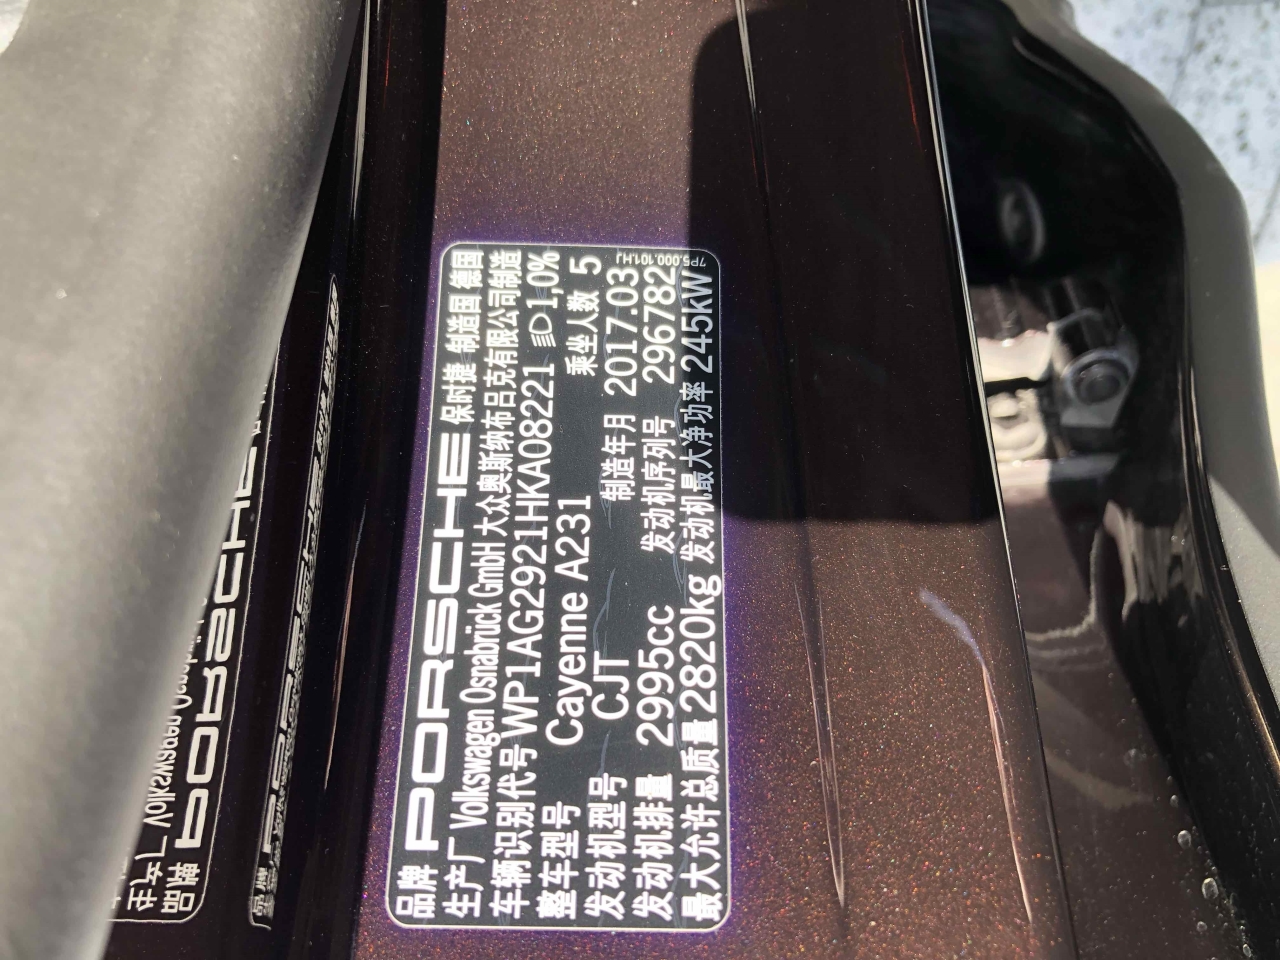 品牌 PORSCHE 保时捷 制造国 德国
生产厂 Volkswagen Osnabrück GmbH 大众奥斯纳布吕克有限公司制造
车辆识别代号 WP1AG2921HKA08221 1,0%
整车型号 Cayenne A231 乘坐人数 5
发动机型号 CJT 制造年月 2017.03
发动机排量 2995cc 发动机序列号 296782
最大允许总质量 2820kg 发动机最大净功率 245kW
7P5.000.101.HJ